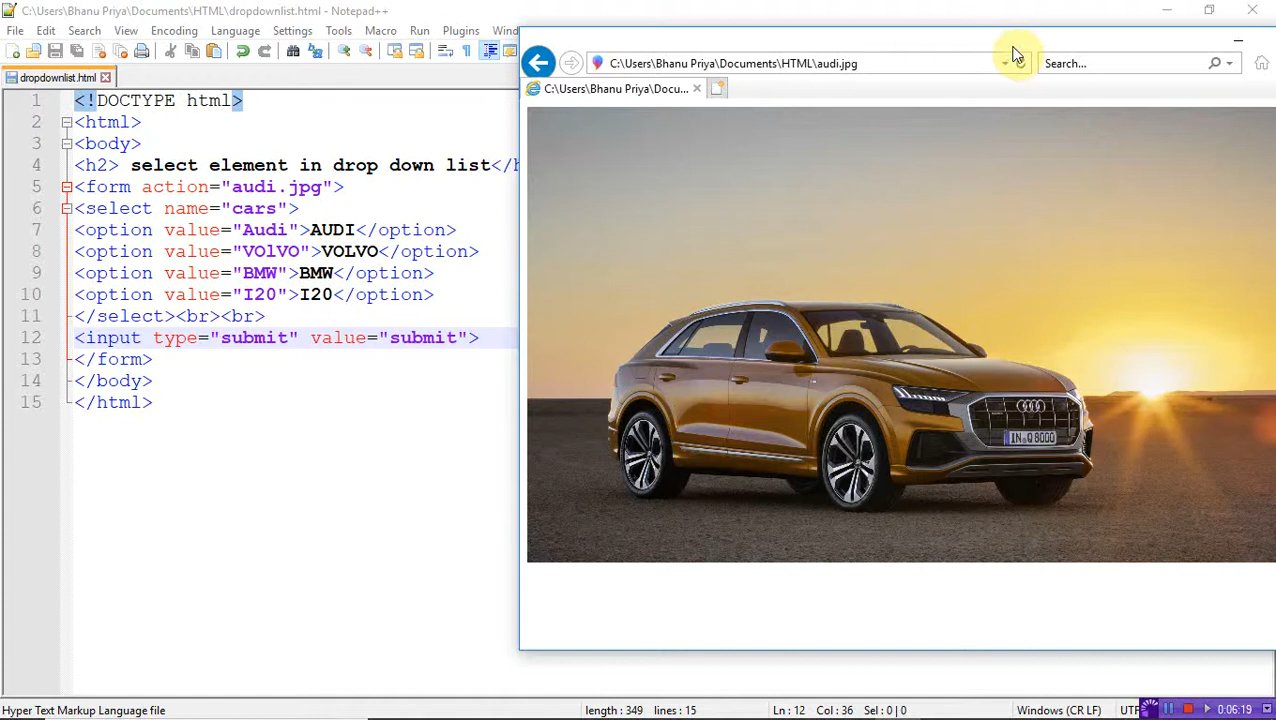 C:\Users\Bhanu Priya\Documents\HTML\dropdownlist.html - Notepad++
File Edit Search View Encoding Language Settings Tools Macro Run Plugins Wind
dropdownlist.html
1 <!DOCTYPE html>
2 <html>
3 <body>
4 <h2> select element in drop down list</h
5 <form action="audi.jpg">
6 <select name="cars">
7 <option value="Audi">AUDI</option>
8 <option value="VOlVO">VOLVO</option>
9 <option value="BMW">BMW</option>
10 <option value="I20">I20</option>
11 </select><br><br>
12 <input type="submit" value="submit">
13 </form>
14 </body>
15 </html>
C:\Users\Bhanu Priya\Documents\HTML\audi.jpg
Search...
C:\Users\Bhanu Priya\Docu...
IN Q 8000
Hyper Text Markup Language file
length : 349 lines : 15
Ln : 12 Col : 36 Sel : 0 | 0
Windows (CR LF)
UTF
0:06:19